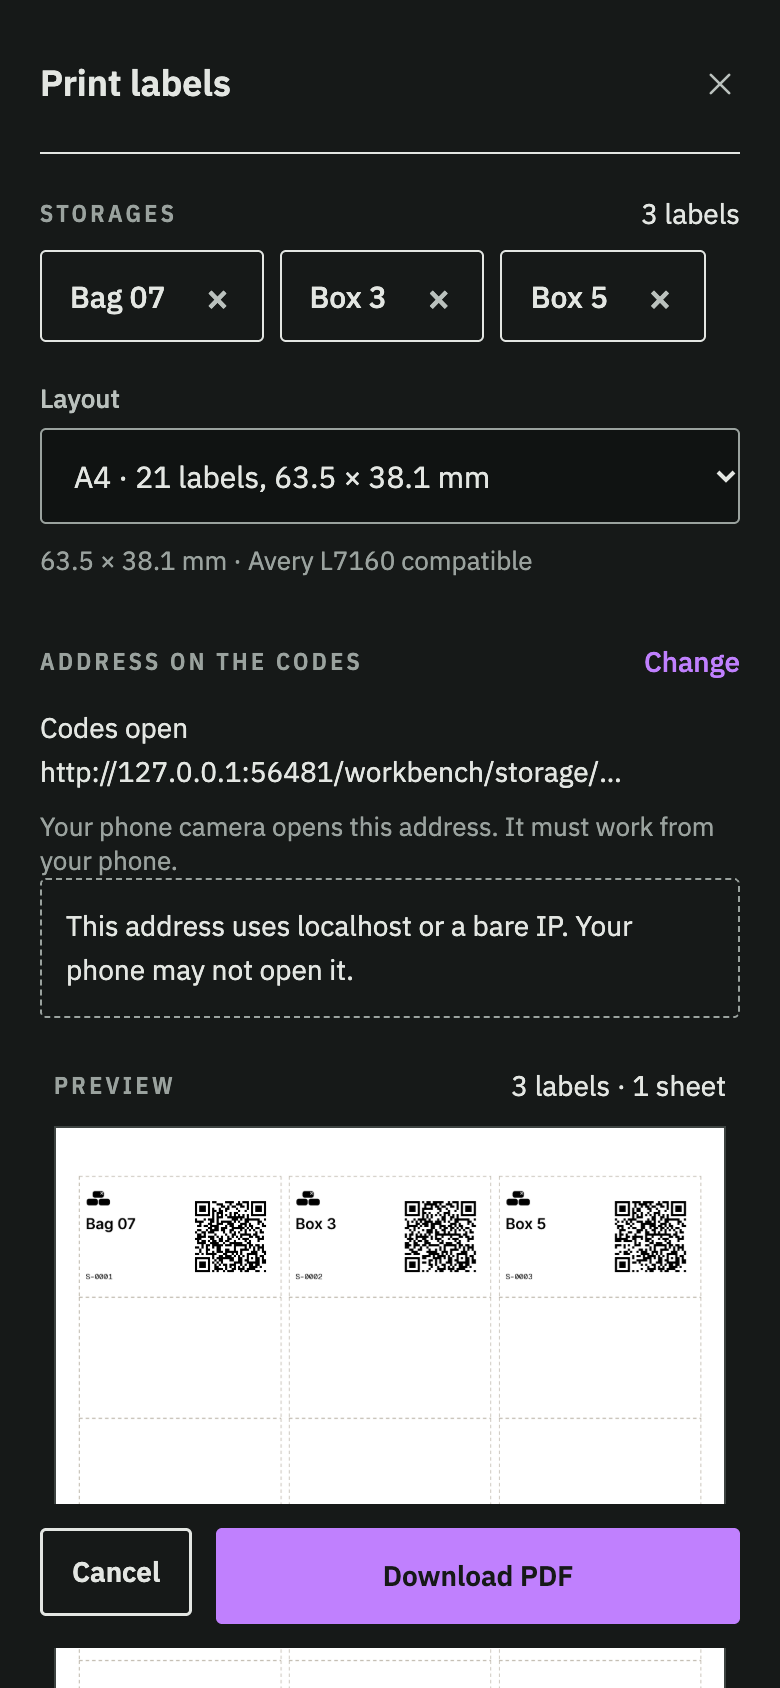 Print labels
STORAGES
3 labels
Bag 07 ×
Box 3 ×
Box 5 ×
Layout
A4 · 21 labels, 63.5 × 38.1 mm
63.5 × 38.1 mm · Avery L7160 compatible
ADDRESS ON THE CODES
Change
Codes open
http://127.0.0.1:56481/workbench/storage/…
Your phone camera opens this address. It must work from
your phone.
This address uses localhost or a bare IP. Your
phone may not open it.
PREVIEW
3 labels · 1 sheet
Bag 07
S-0001
Box 3
S-0002
Box 5
S-0003
Cancel
Download PDF